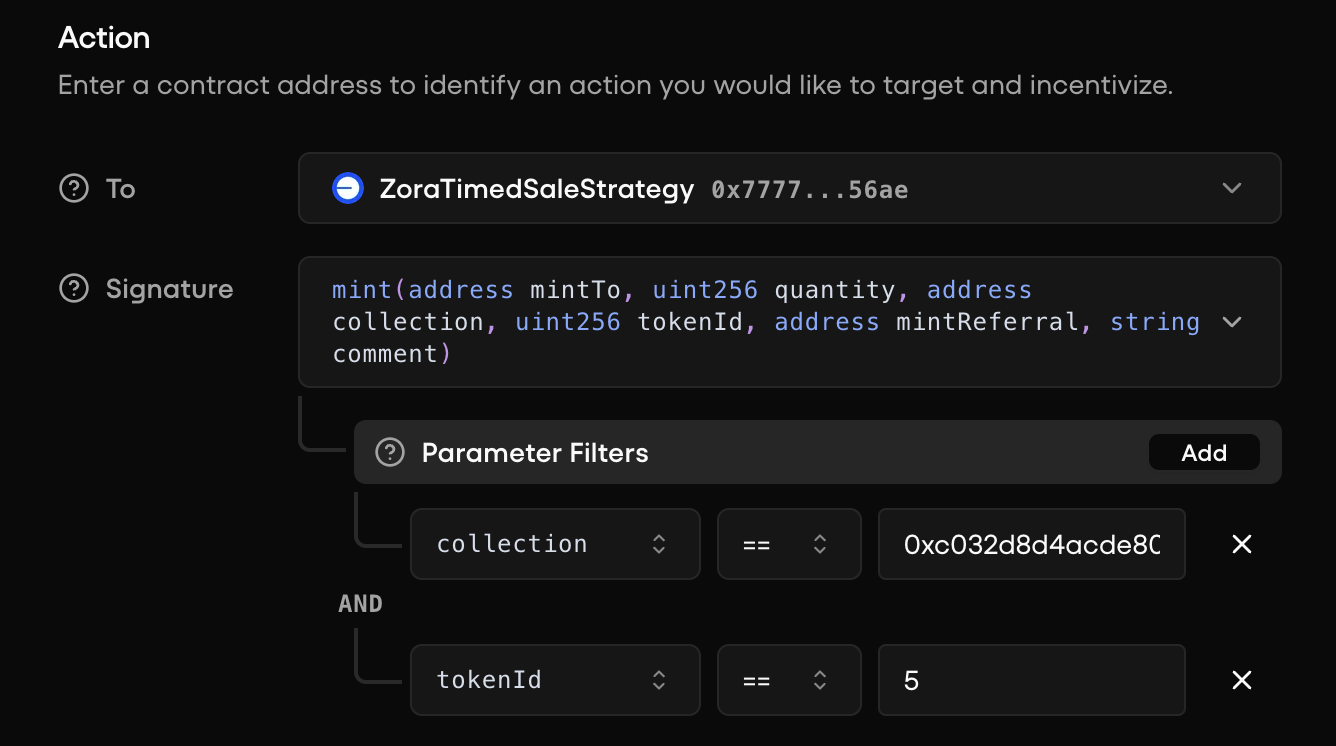 Action
Enter a contract address to identify an action you would like to target and incentivize.
To
ZoraTimedSaleStrategy 0x7777...56ae
Signature
mint(address mintTo, uint256 quantity, address
collection, uint256 tokenId, address mintReferral, string
comment)
Parameter Filters
Add
collection == 0xc032d8d4acde80
AND
tokenId == 5